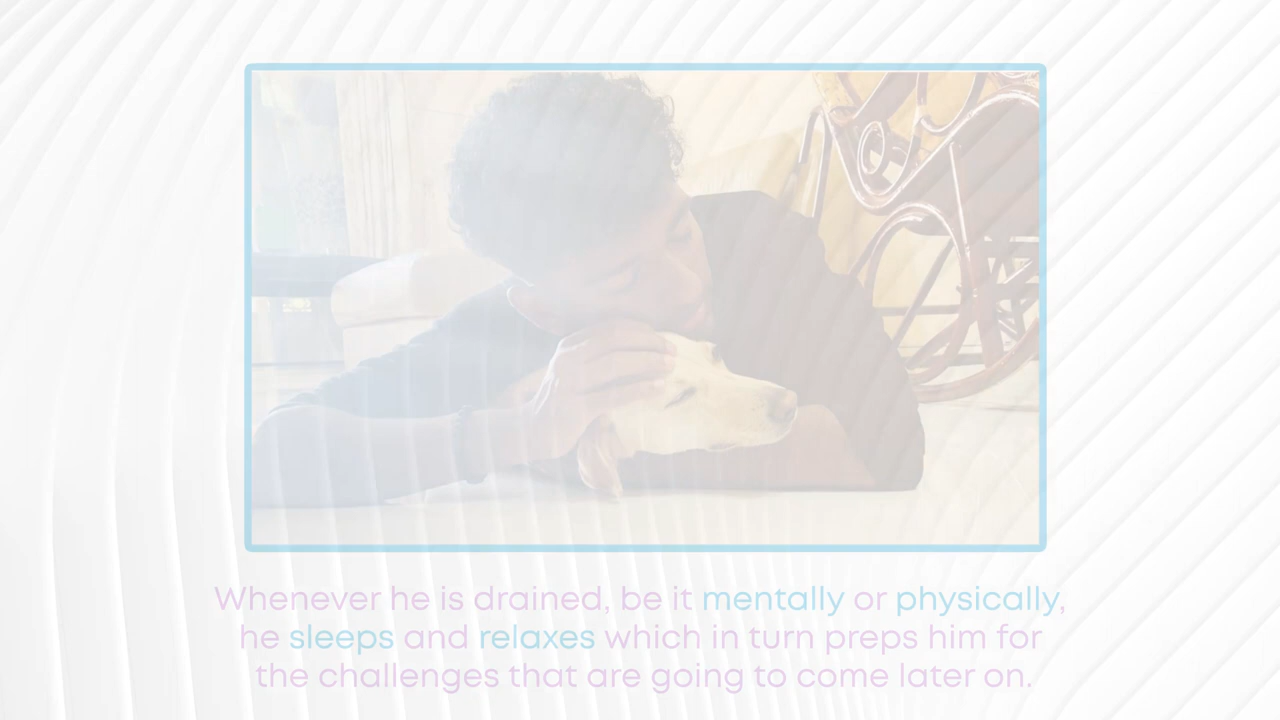 Whenever he is drained, be it mentally or physically,
he sleeps and relaxes which in turn preps him for
the challenges that are going to come later on.